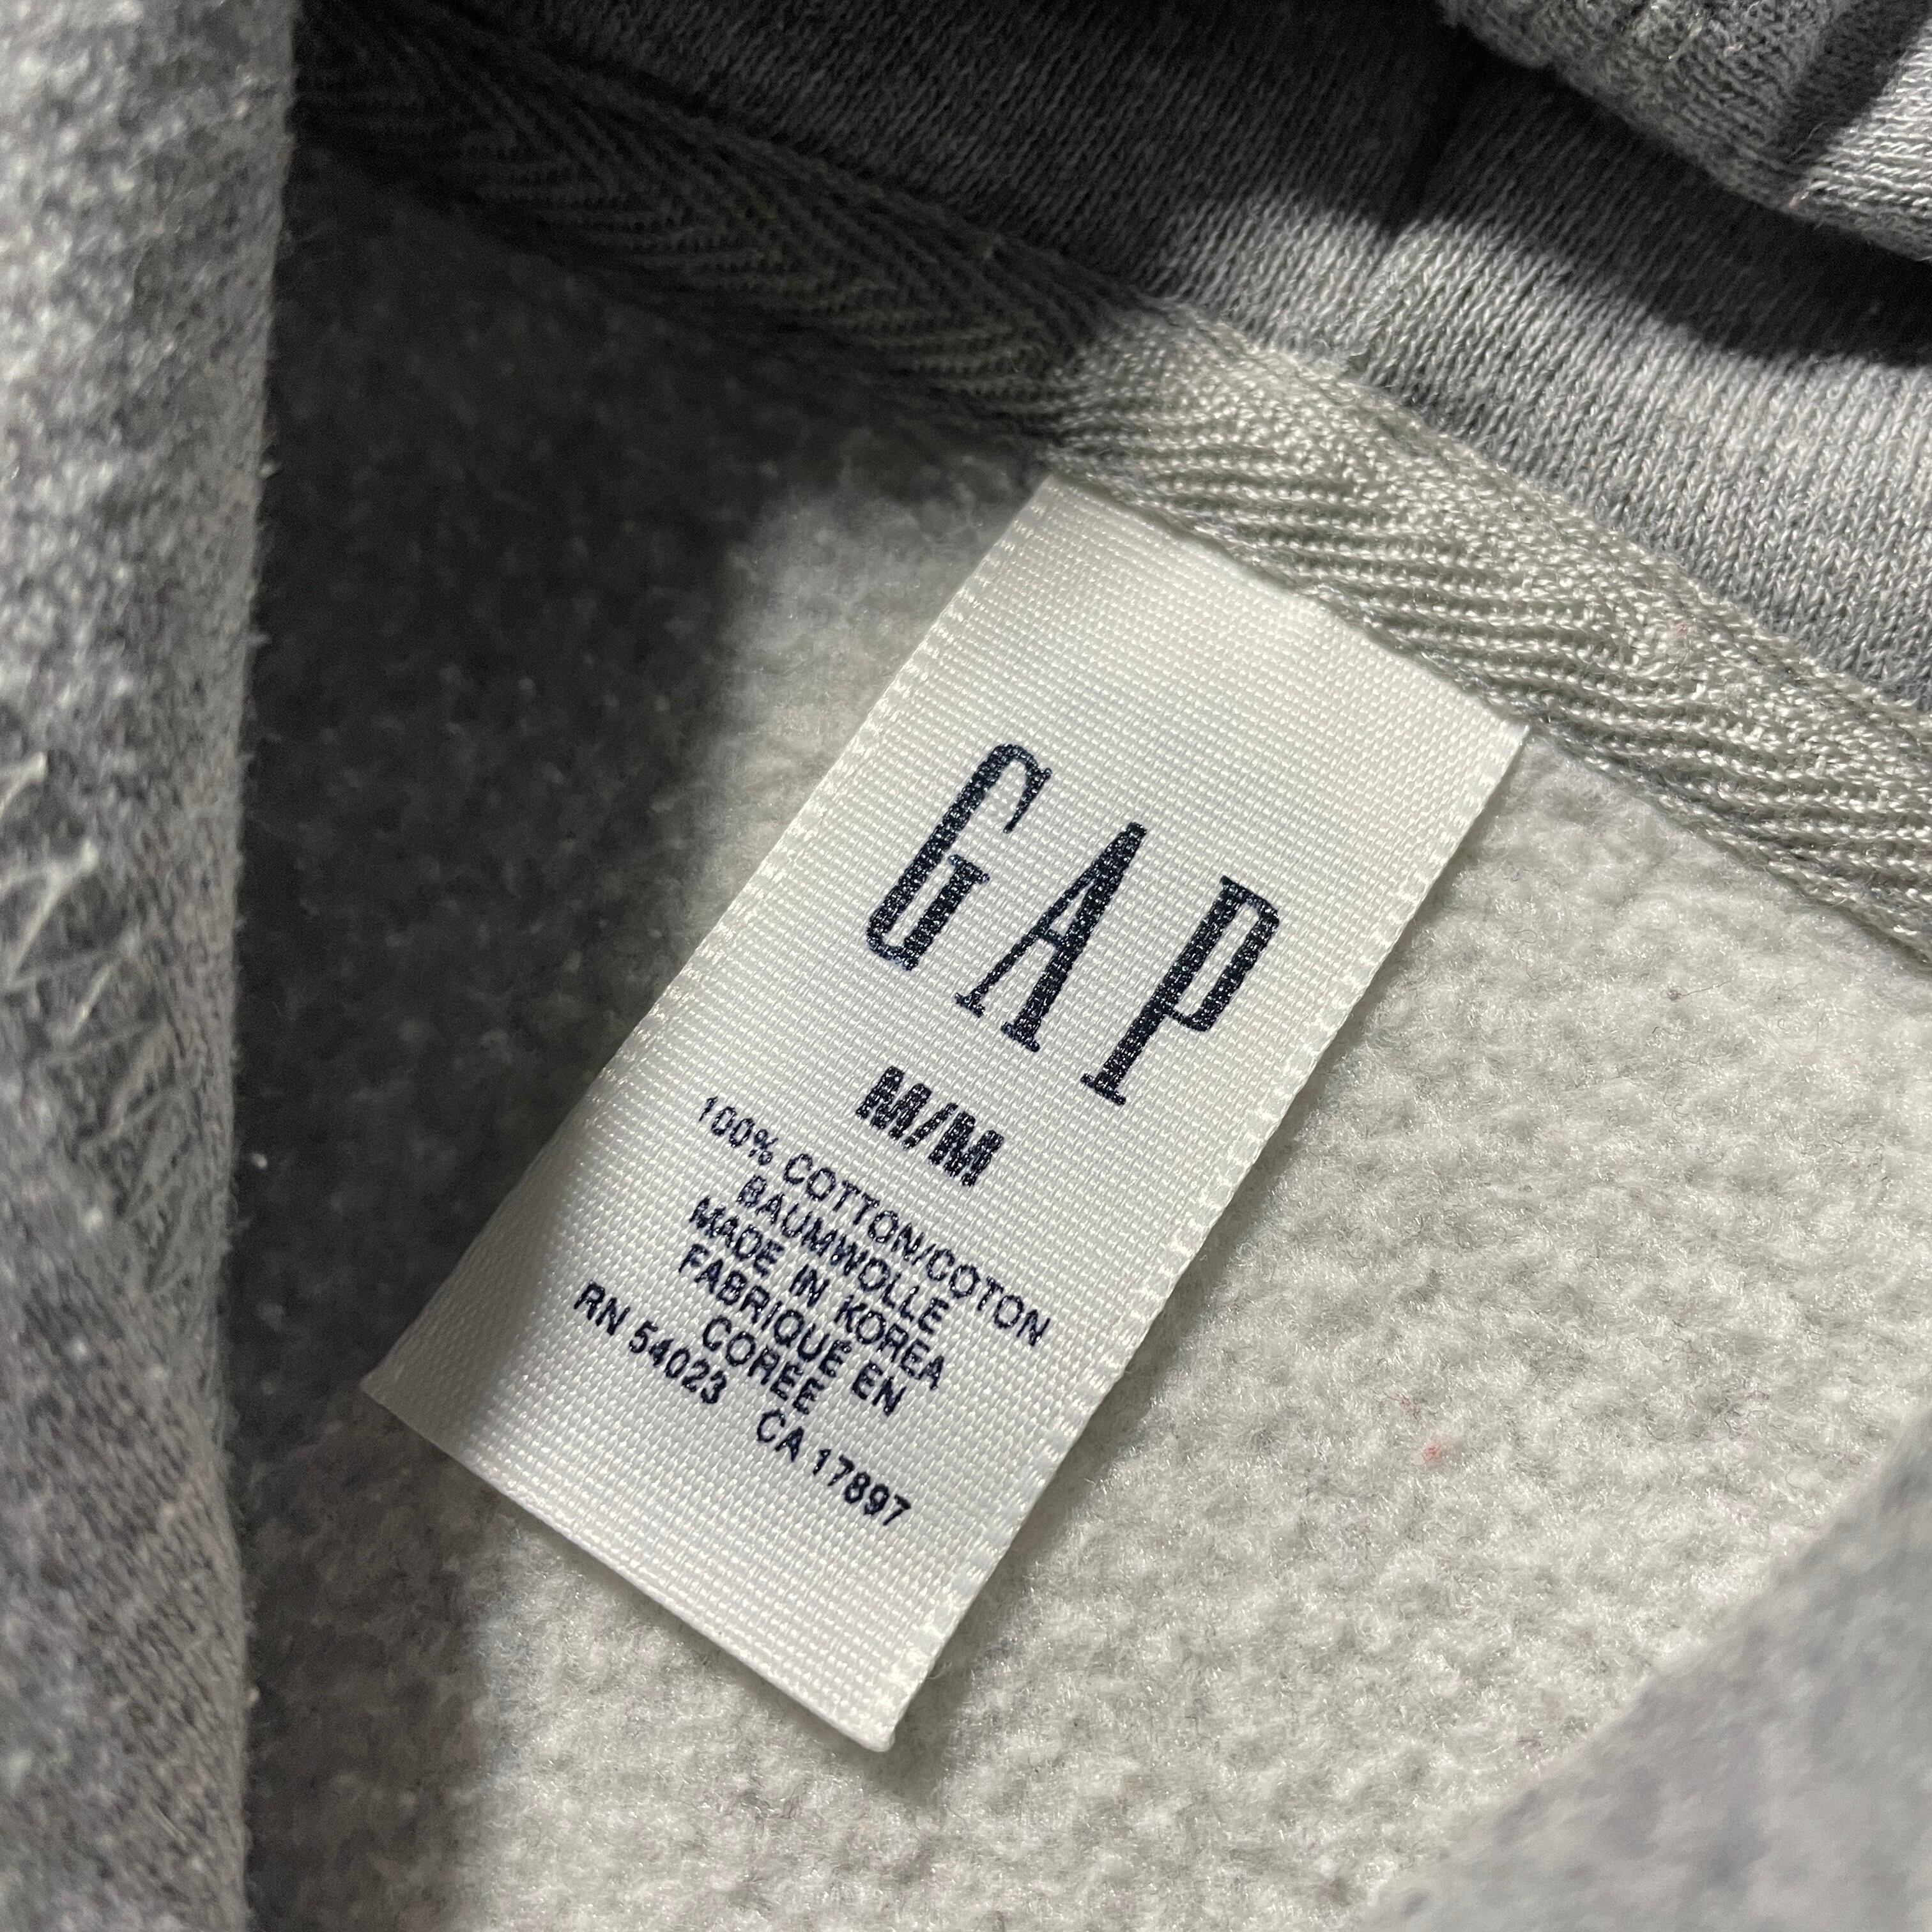 GAP
M/M
100% COTTON/COTON
BAUMWOLLE
MADE IN KOREA
FABRIQUÉ EN
CORÉE
RN 54023 CA 17897